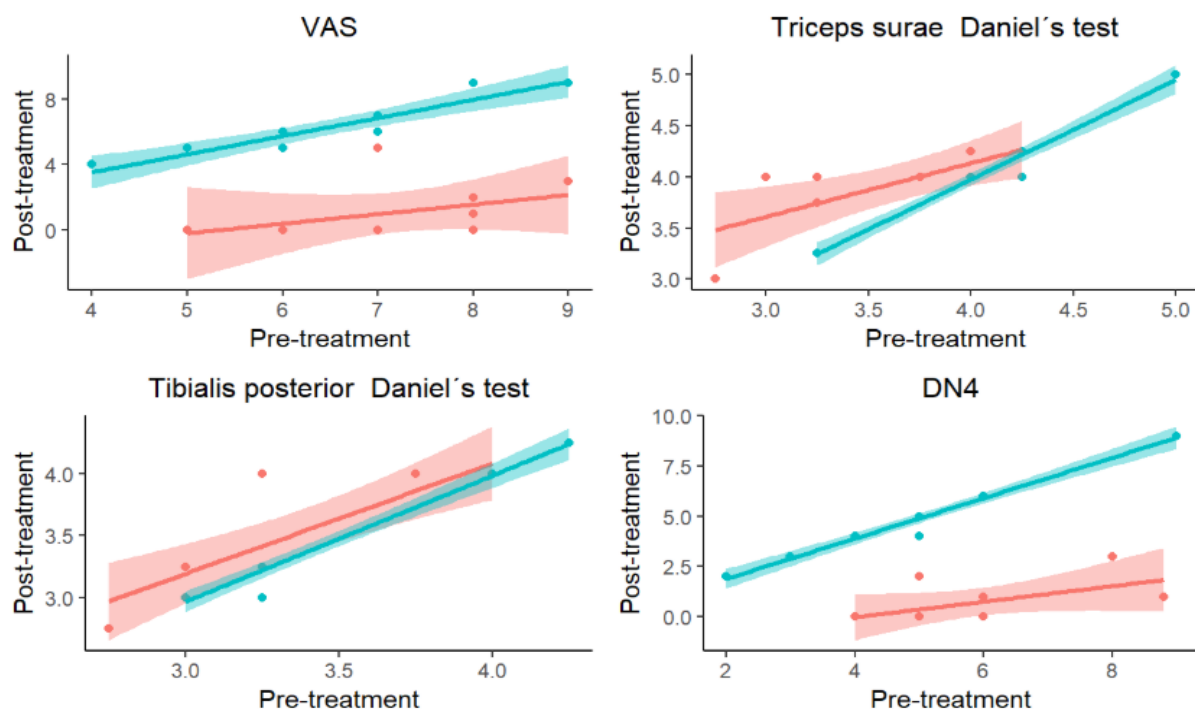 VAS
8
4
0
Post-treatment
4 5 6 7 8 9
Pre-treatment
Triceps surae  Daniel´s test
5.0
4.5
4.0
3.5
3.0
Post-treatment
3.0 3.5 4.0 4.5 5.0
Pre-treatment
Tibialis posterior  Daniel´s test
4.0
3.5
3.0
Post-treatment
3.0 3.5 4.0
Pre-treatment
DN4
10.0
7.5
5.0
2.5
0.0
Post-treatment
2 4 6 8
Pre-treatment